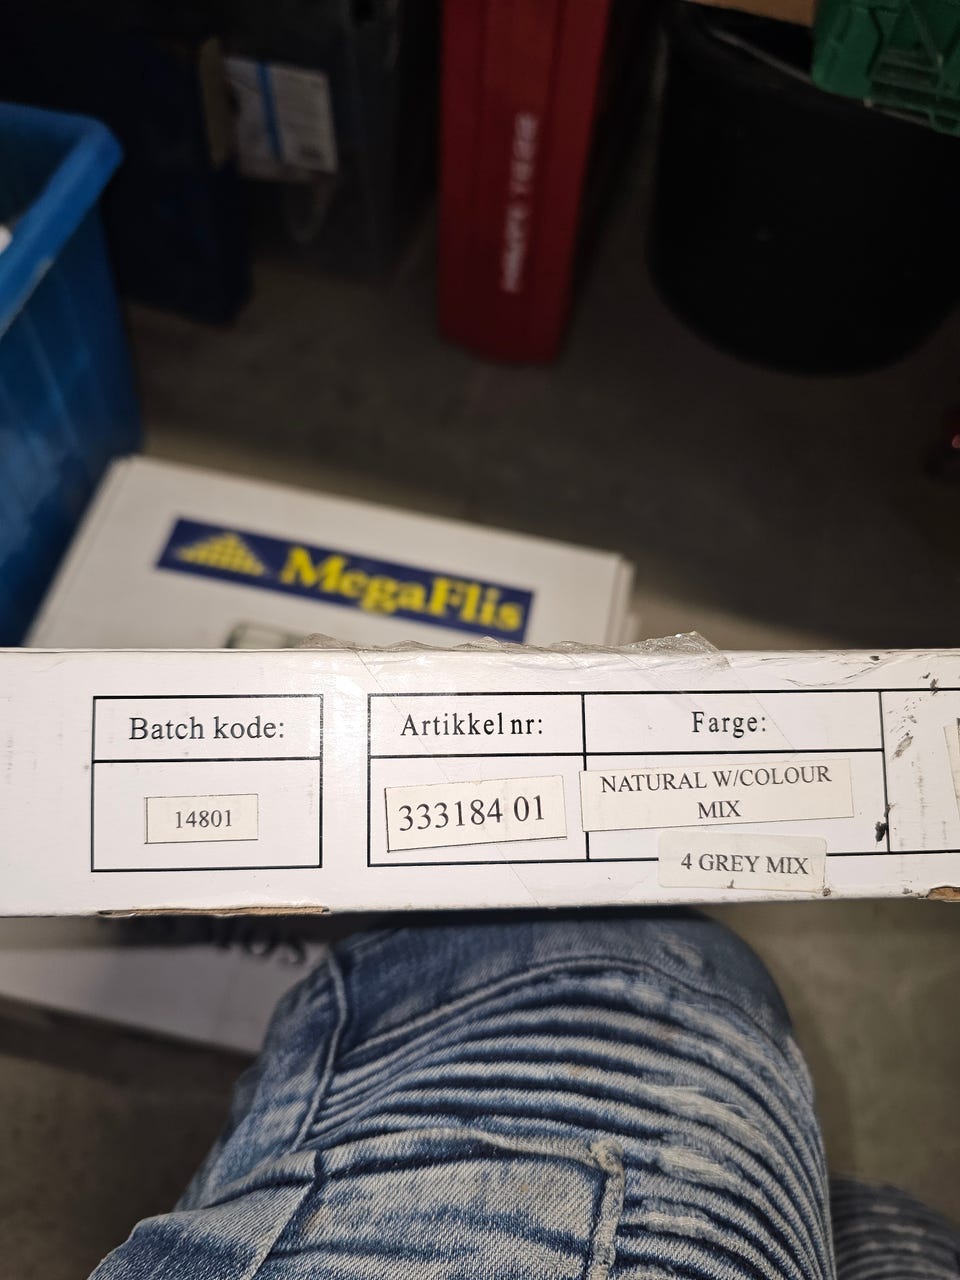 MegaFlis
Batch kode:
14801
Artikkel nr:
333184 01
Farge:
NATURAL W/COLOUR
MIX
4 GREY MIX